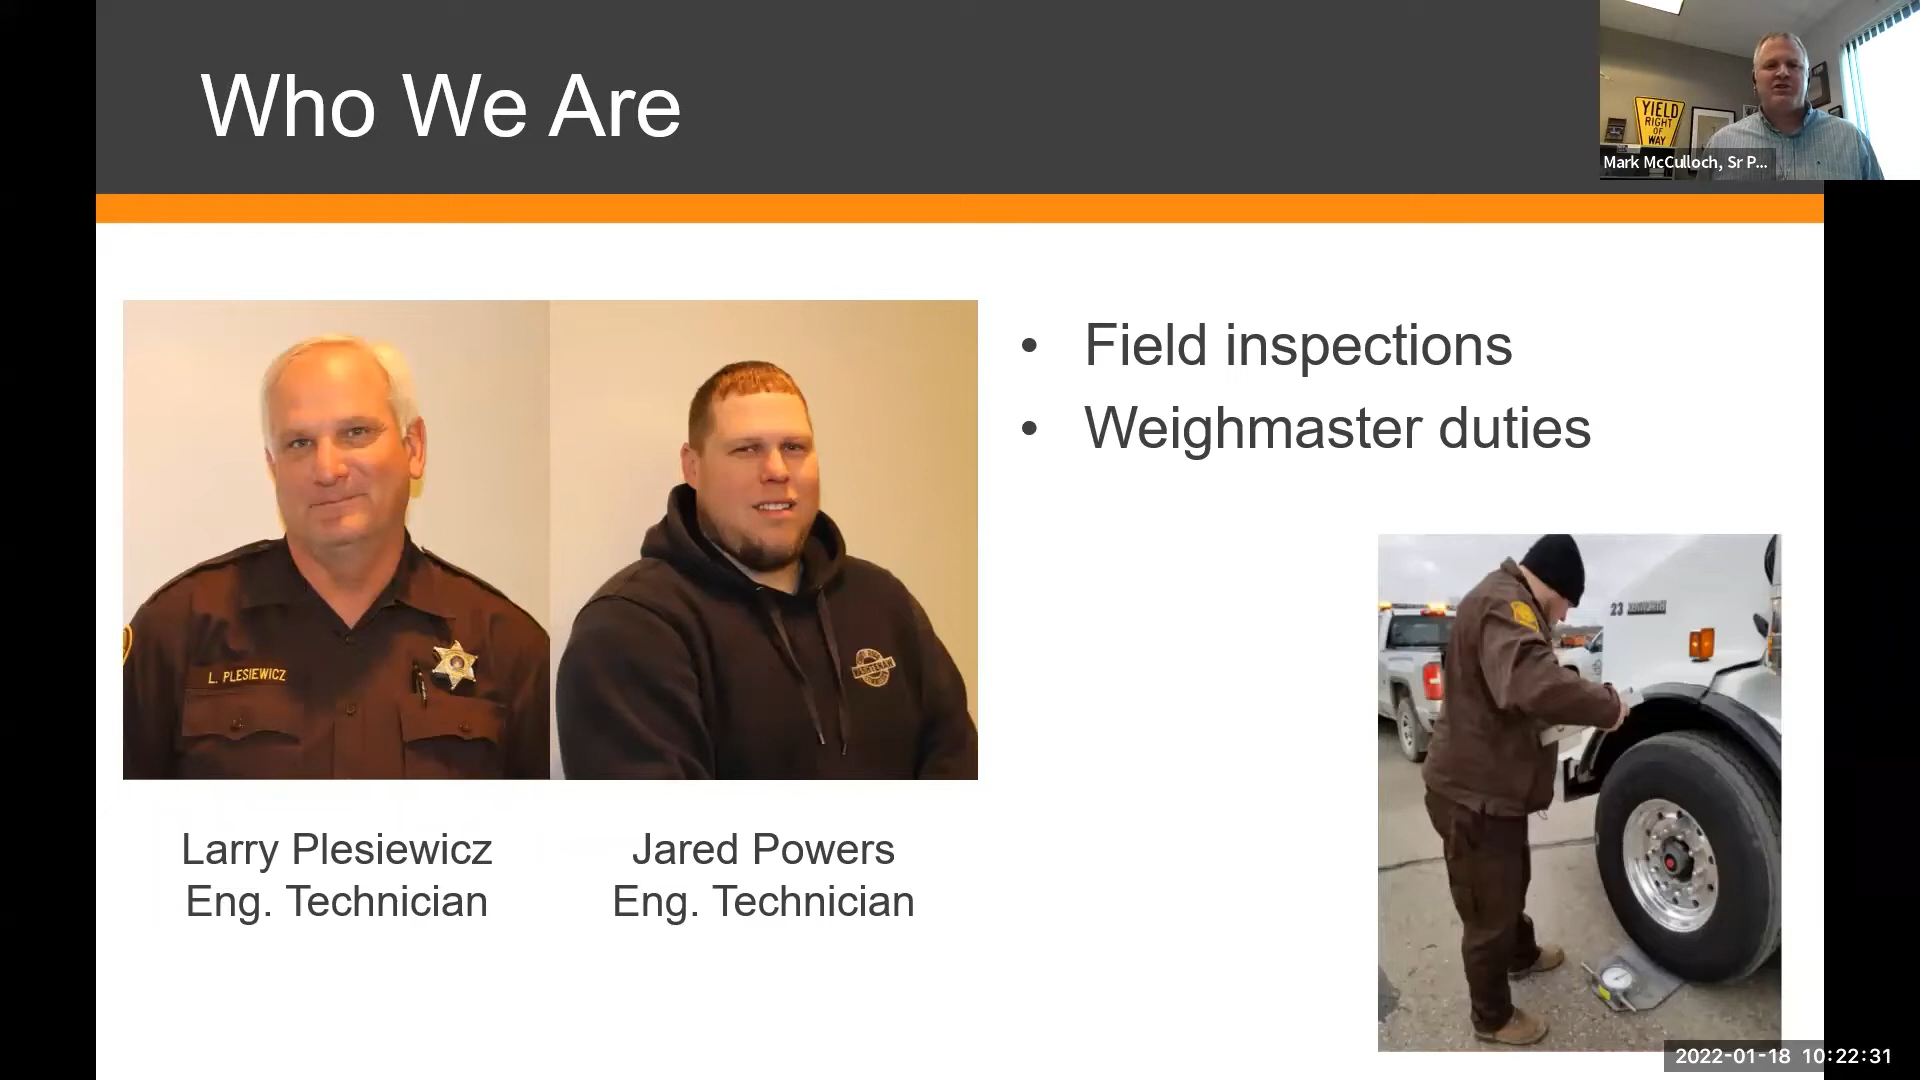 Who We Are
YIELD
RIGHT
OF
WAY
Mark McCulloch, Sr P...
• Field inspections
• Weighmaster duties
L. PLESIEWICZ
23
Larry Plesiewicz
Eng. Technician
Jared Powers
Eng. Technician
2022-01-18 10:22:31